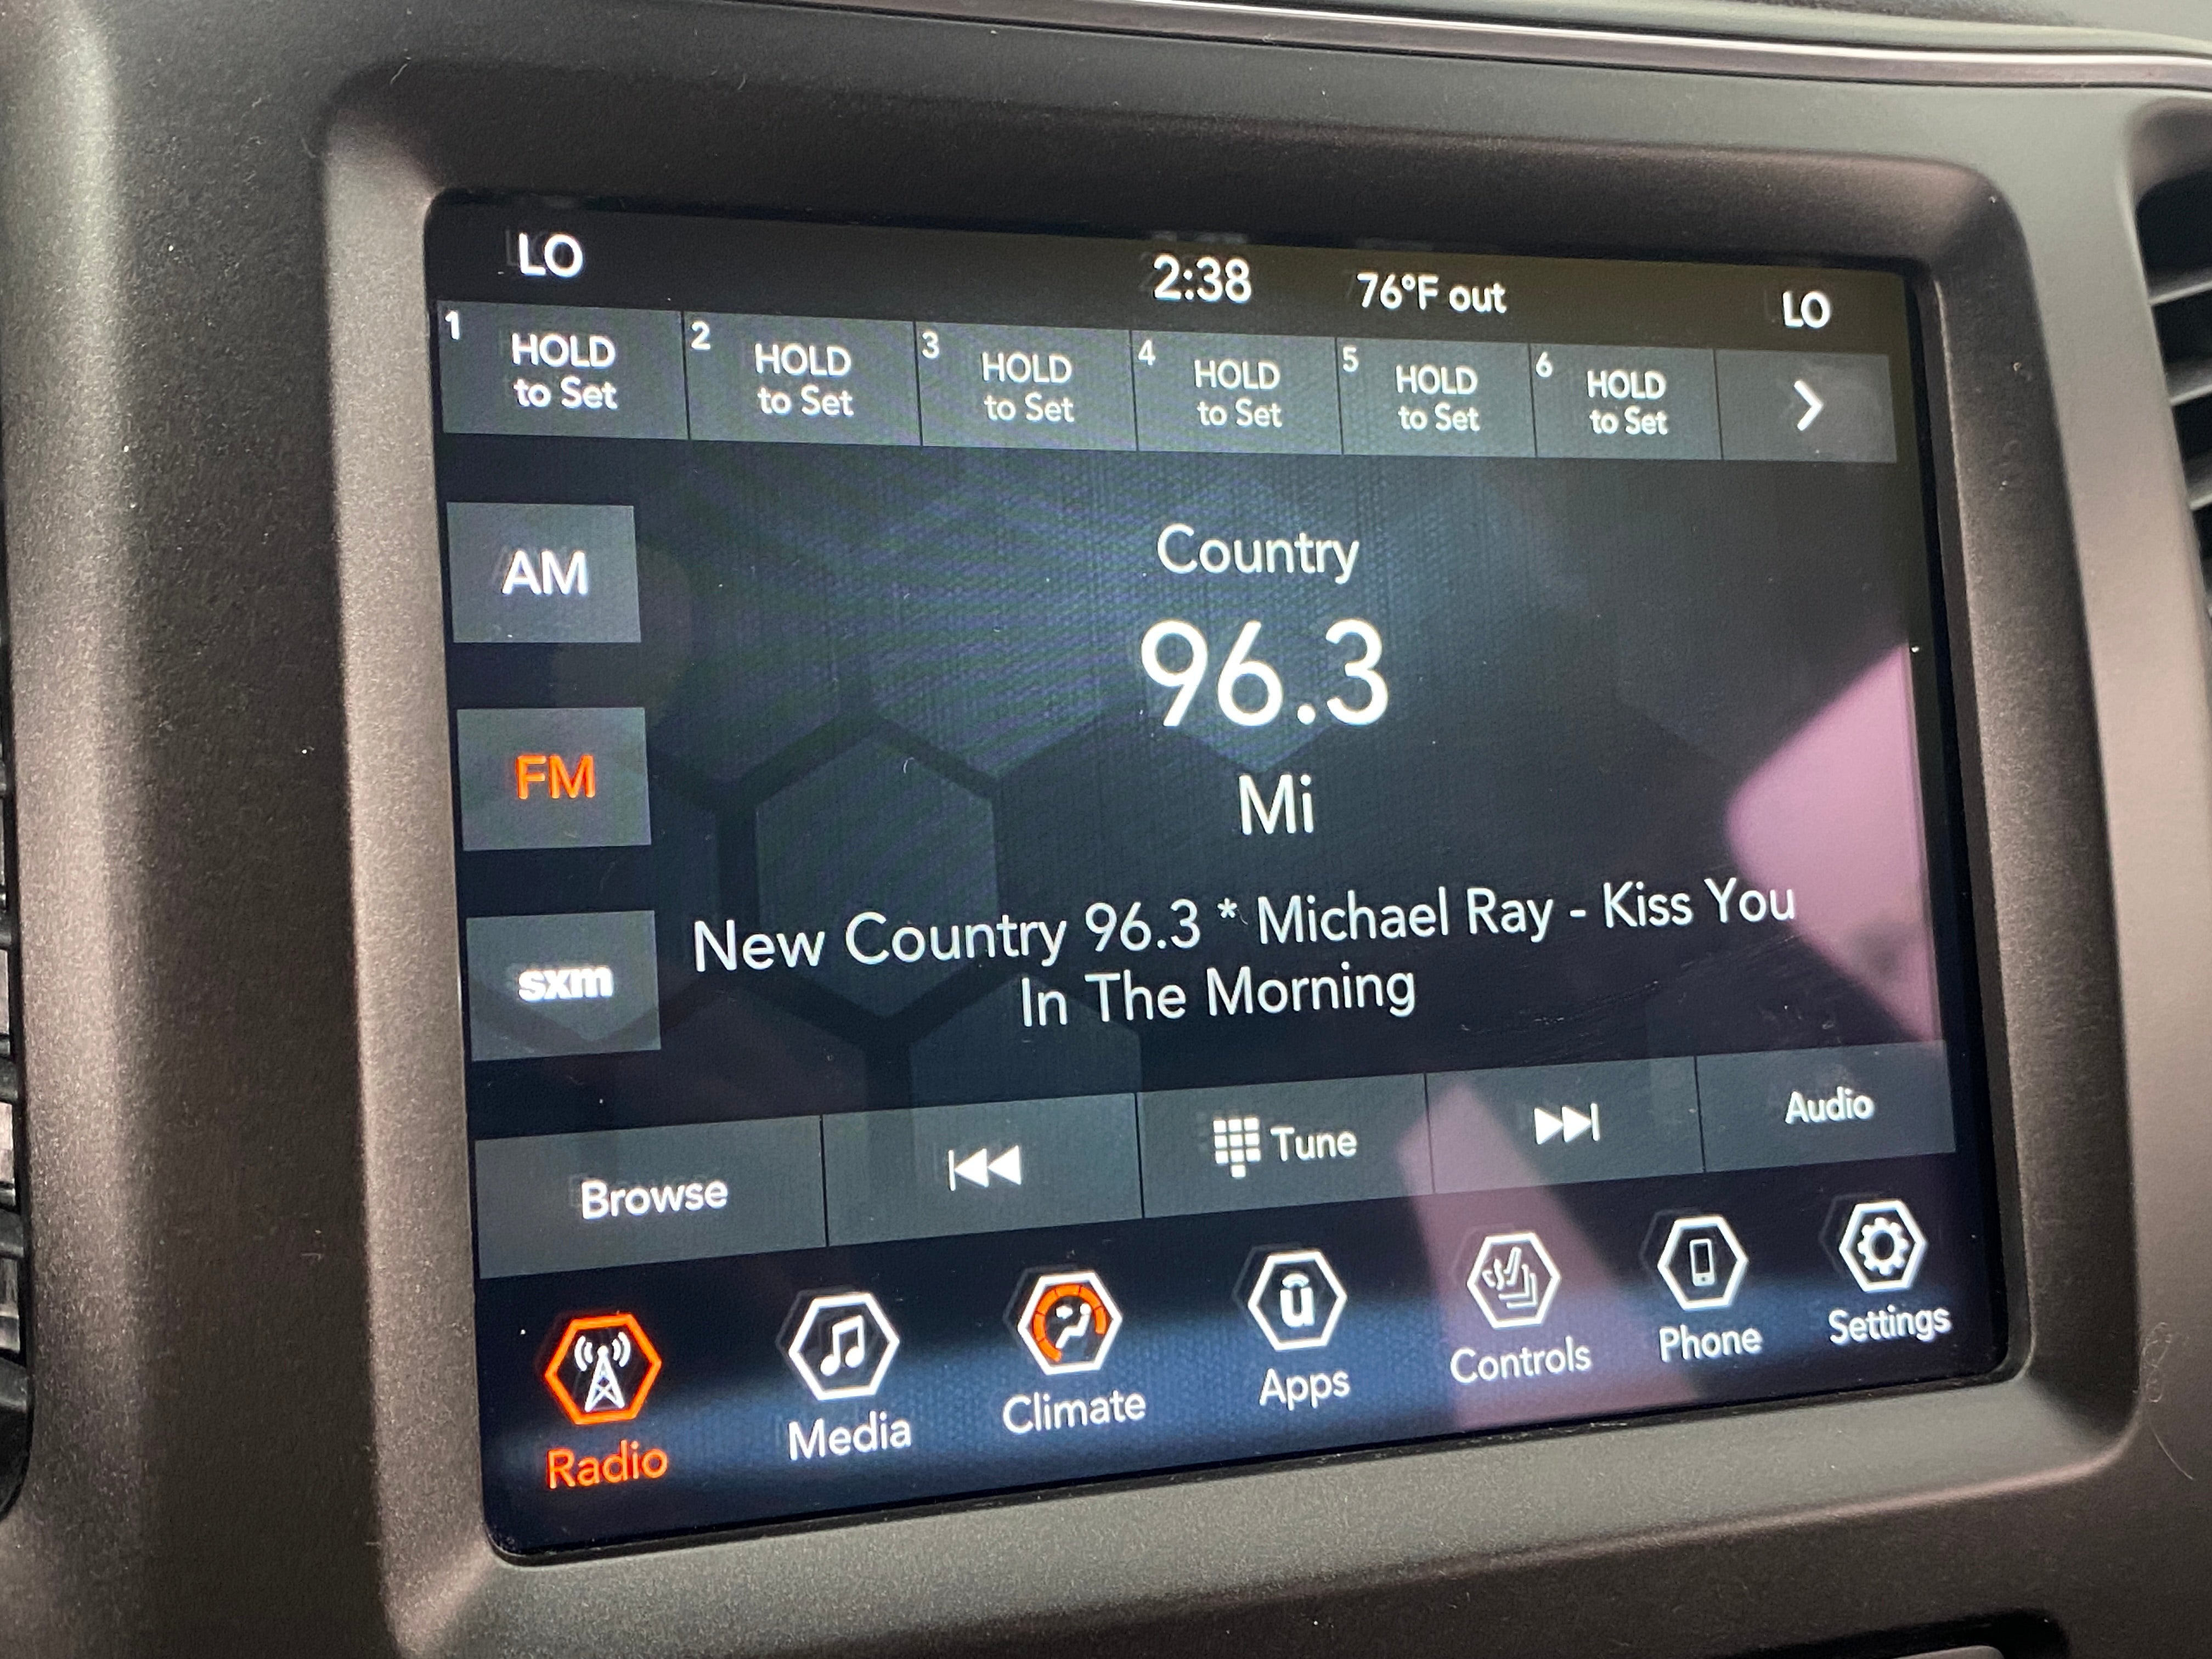 LO 2:38 76°F out LO
1 HOLD to Set
2 HOLD to Set
3 HOLD to Set
4 HOLD to Set
5 HOLD to Set
6 HOLD to Set
AM
FM
sxm
Country
96.3
Mi
New Country 96.3 * Michael Ray - Kiss You
In The Morning
Browse Tune Audio
Radio Media Climate Apps Controls Phone Settings